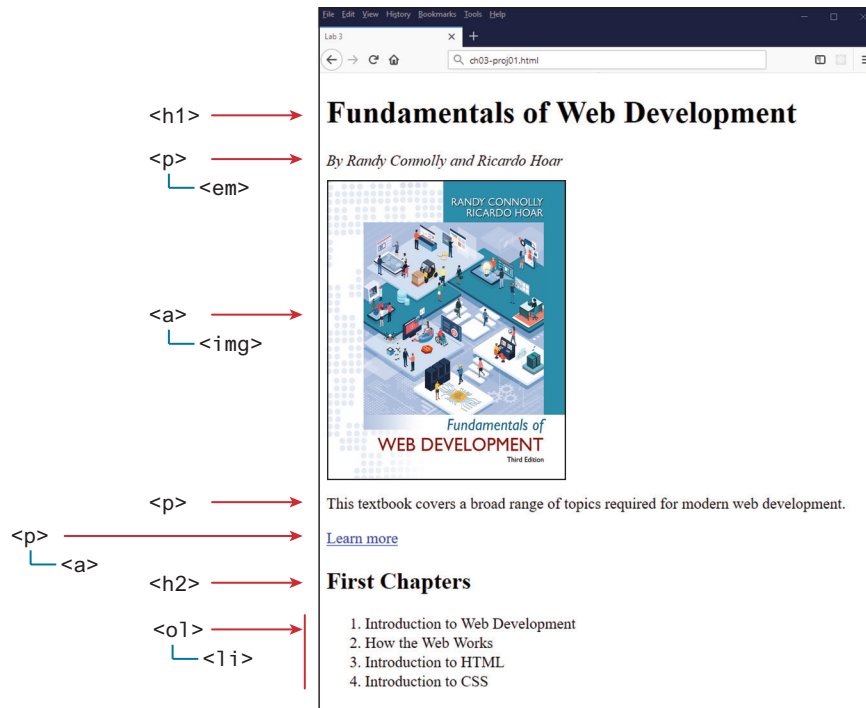 File Edit View History Bookmarks Tools Help
Lab 3
ch03-proj01.html
<h1>
Fundamentals of Web Development
<p>
<em>
By Randy Connolly and Ricardo Hoar
RANDY CONNOLLY
RICARDO HOAR
<a>
<img>
Fundamentals of
WEB DEVELOPMENT
Third Edition
<p>
This textbook covers a broad range of topics required for modern web development.
<p>
<a>
Learn more
<h2>
First Chapters
<ol>
<li>
1. Introduction to Web Development
2. How the Web Works
3. Introduction to HTML
4. Introduction to CSS